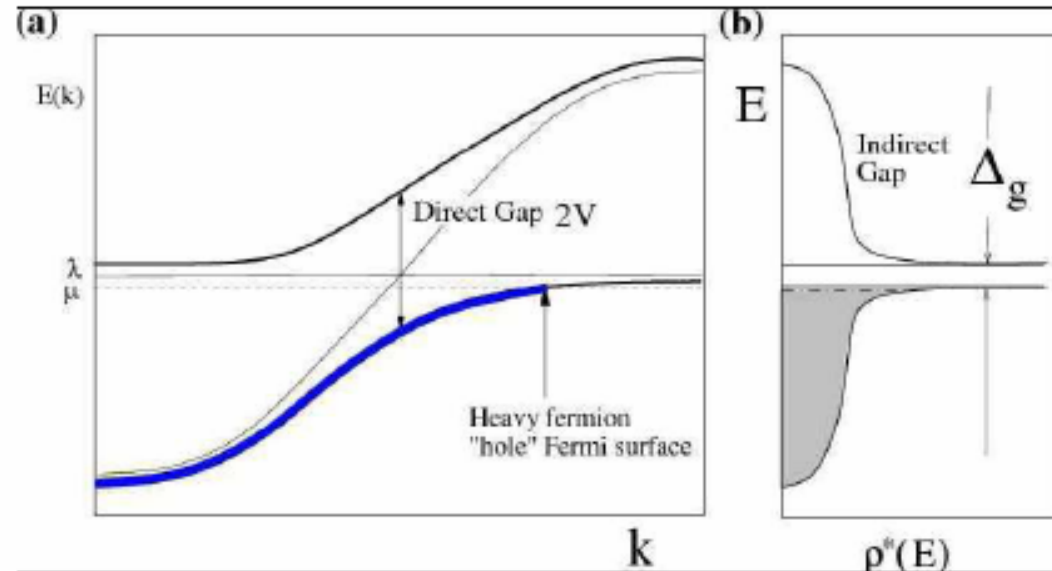 (a)
E(k)
λ
μ
Direct Gap 2V
Heavy fermion
"hole" Fermi surface
k
(b)
E
Indirect
Gap
Δg
ρ*(E)